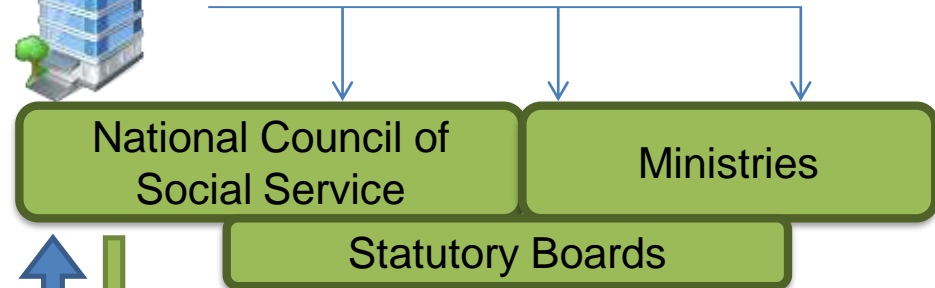 National Council of
Social Service
Ministries
Statutory Boards